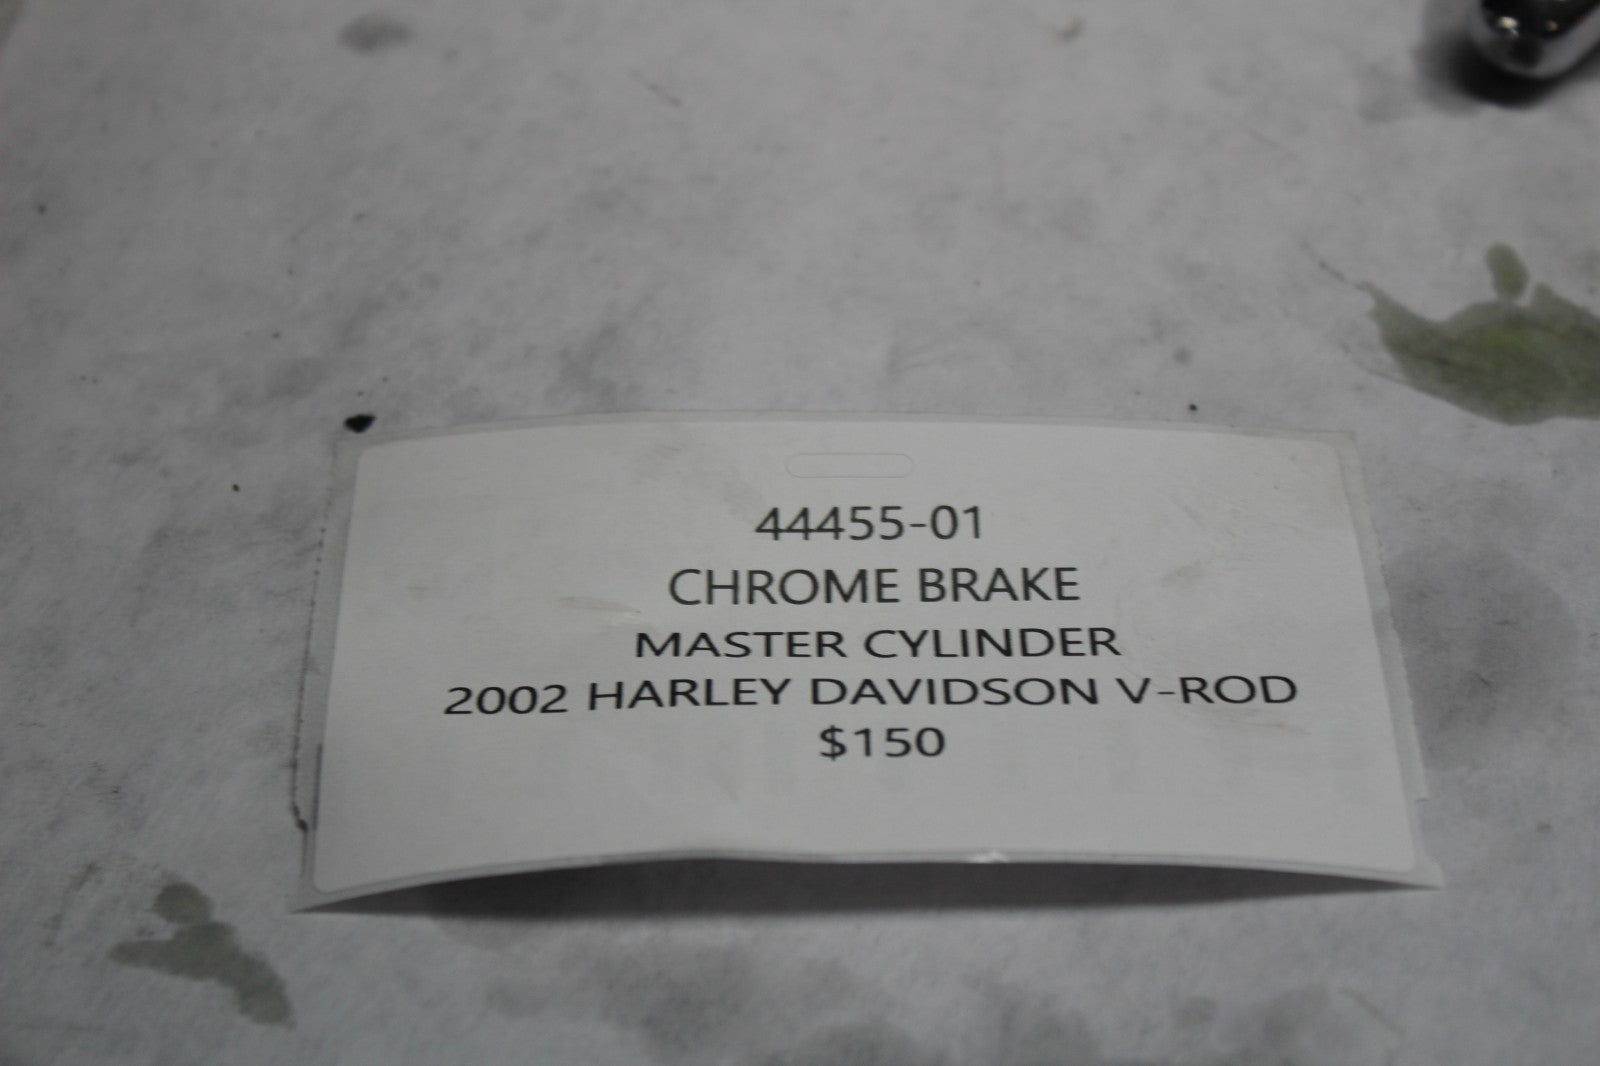 44455-01
CHROME BRAKE
MASTER CYLINDER
2002 HARLEY DAVIDSON V-ROD
$150